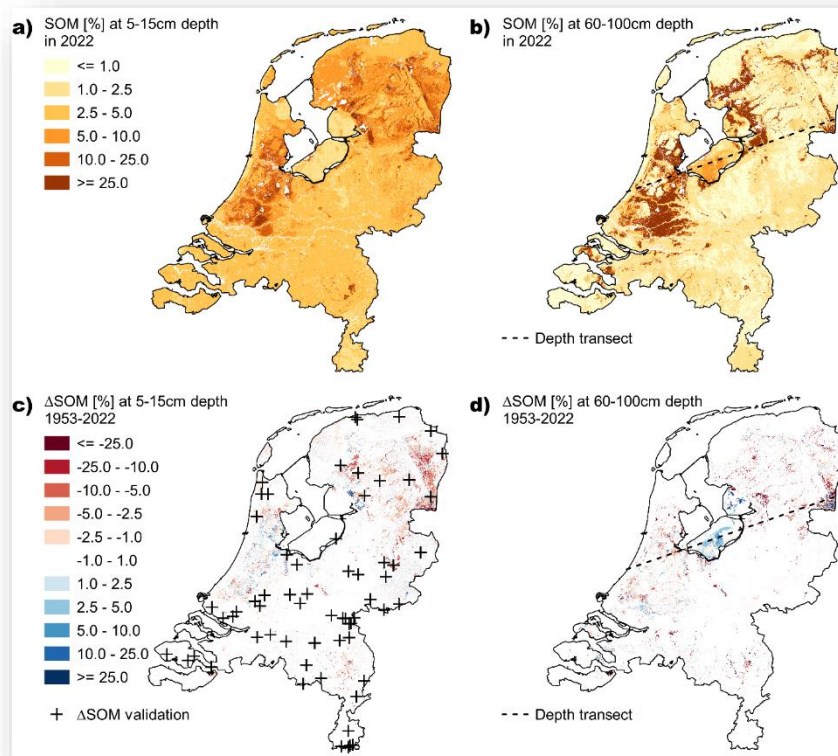 a) SOM [%] at 5-15cm depth
in 2022
<= 1.0
1.0 - 2.5
2.5 - 5.0
5.0 - 10.0
10.0 - 25.0
>= 25.0
b) SOM [%] at 60-100cm depth
in 2022
Depth transect
c) ΔSOM [%] at 5-15cm depth
1953-2022
<= -25.0
-25.0 - -10.0
-10.0 - -5.0
-5.0 - -2.5
-2.5 - -1.0
-1.0 - 1.0
1.0 - 2.5
2.5 - 5.0
5.0 - 10.0
10.0 - 25.0
>= 25.0
ΔSOM validation
d) ΔSOM [%] at 60-100cm depth
1953-2022
Depth transect